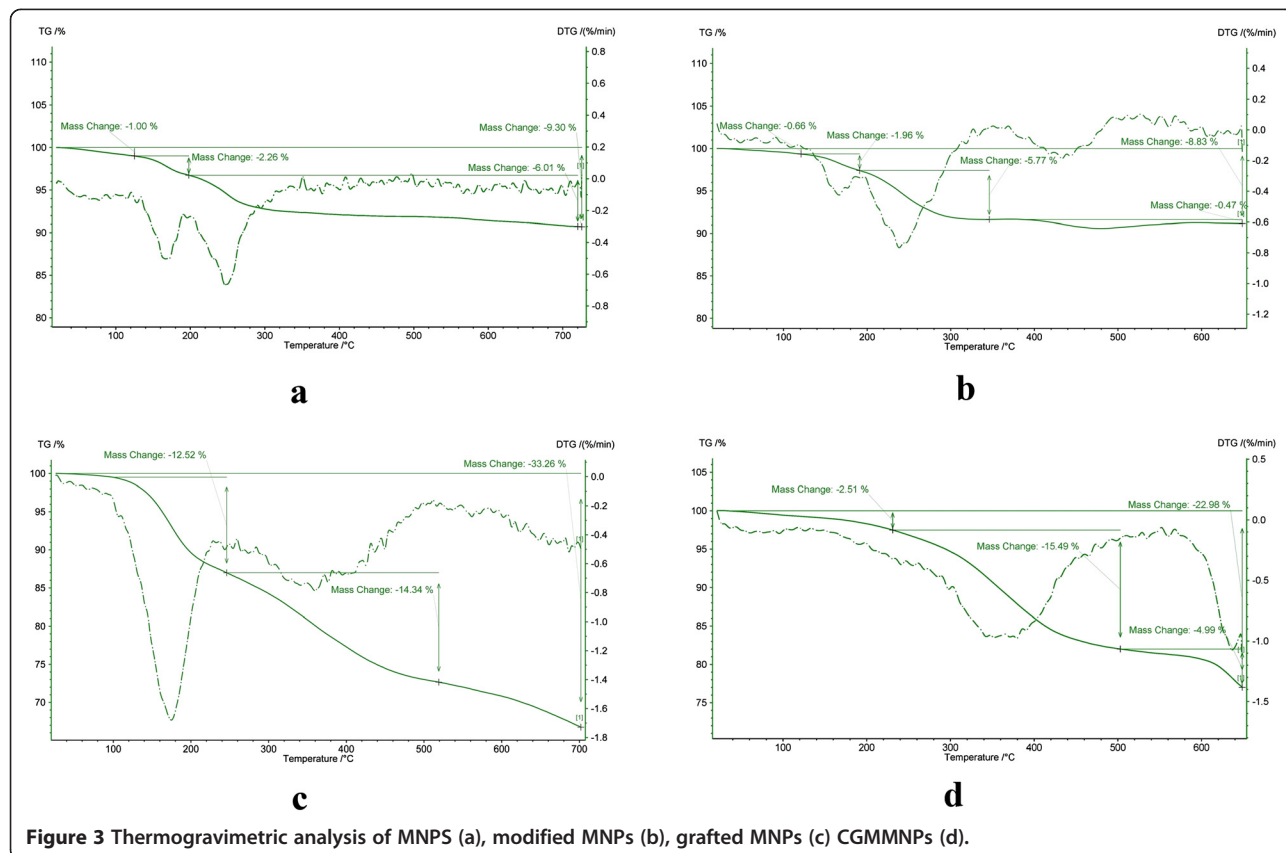 TG /%
DTG /(%/min)
110
105
100
95
90
85
80
0.8
0.6
0.4
0.2
0.0
-0.2
-0.4
-0.6
-0.8
Mass Change: -1.00 %
Mass Change: -2.26 %
Mass Change: -9.30 %
Mass Change: -6.01 %
[1]
100 200 300 400 500 600 700
Temperature /°C
a
TG /%
DTG /(%/min)
110
105
100
95
90
85
80
0.4
0.2
0.0
-0.2
-0.4
-0.6
-0.8
-1.0
-1.2
Mass Change: -0.66 %
Mass Change: -1.96 %
Mass Change: -5.77 %
Mass Change: -8.83 %
Mass Change: -0.47 %
[1]
100 200 300 400 500 600
Temperature /°C
b
TG /%
DTG /(%/min)
100
95
90
85
80
75
70
0.0
-0.2
-0.4
-0.6
-0.8
-1.0
-1.2
-1.4
-1.6
-1.8
Mass Change: -12.52 %
Mass Change: -33.26 %
Mass Change: -14.34 %
[1]
[1]
100 200 300 400 500 600 700
Temperature /°C
c
TG /%
DTG /(%/min)
105
100
95
90
85
80
75
0.5
0.0
-0.5
-1.0
-1.5
Mass Change: -2.51 %
Mass Change: -22.98 %
Mass Change: -15.49 %
Mass Change: -4.99 %
[1]
100 200 300 400 500 600
Temperature /°C
d
Figure 3 Thermogravimetric analysis of MNPS (a), modified MNPs (b), grafted MNPs (c) CGMMNPs (d).